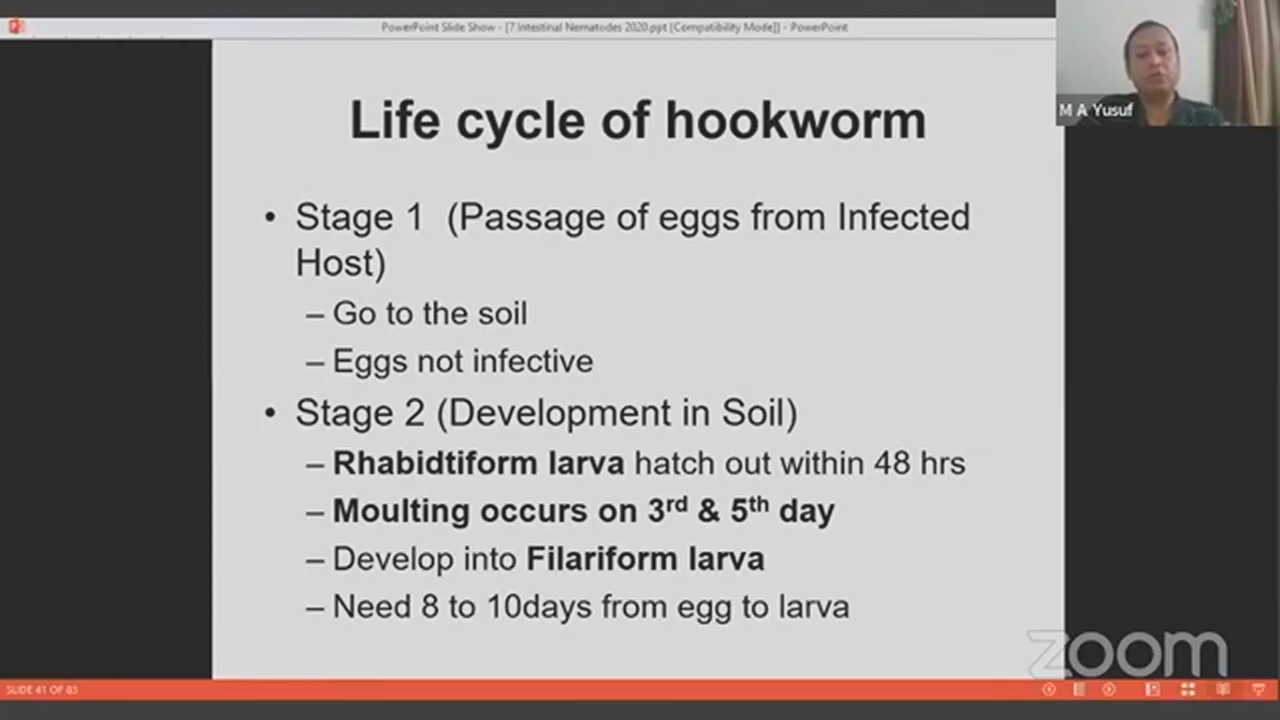 PowerPoint Slide Show - [7 Intestinal Nematodes 2020.ppt [Compatibility Mode]] - PowerPoint
M A Yusuf
Life cycle of hookworm
• Stage 1 (Passage of eggs from Infected
Host)
– Go to the soil
– Eggs not infective
• Stage 2 (Development in Soil)
– Rhabidtiform larva hatch out within 48 hrs
– Moulting occurs on 3rd & 5th day
– Develop into Filariform larva
– Need 8 to 10days from egg to larva
zoom
SLIDE 41 OF 83